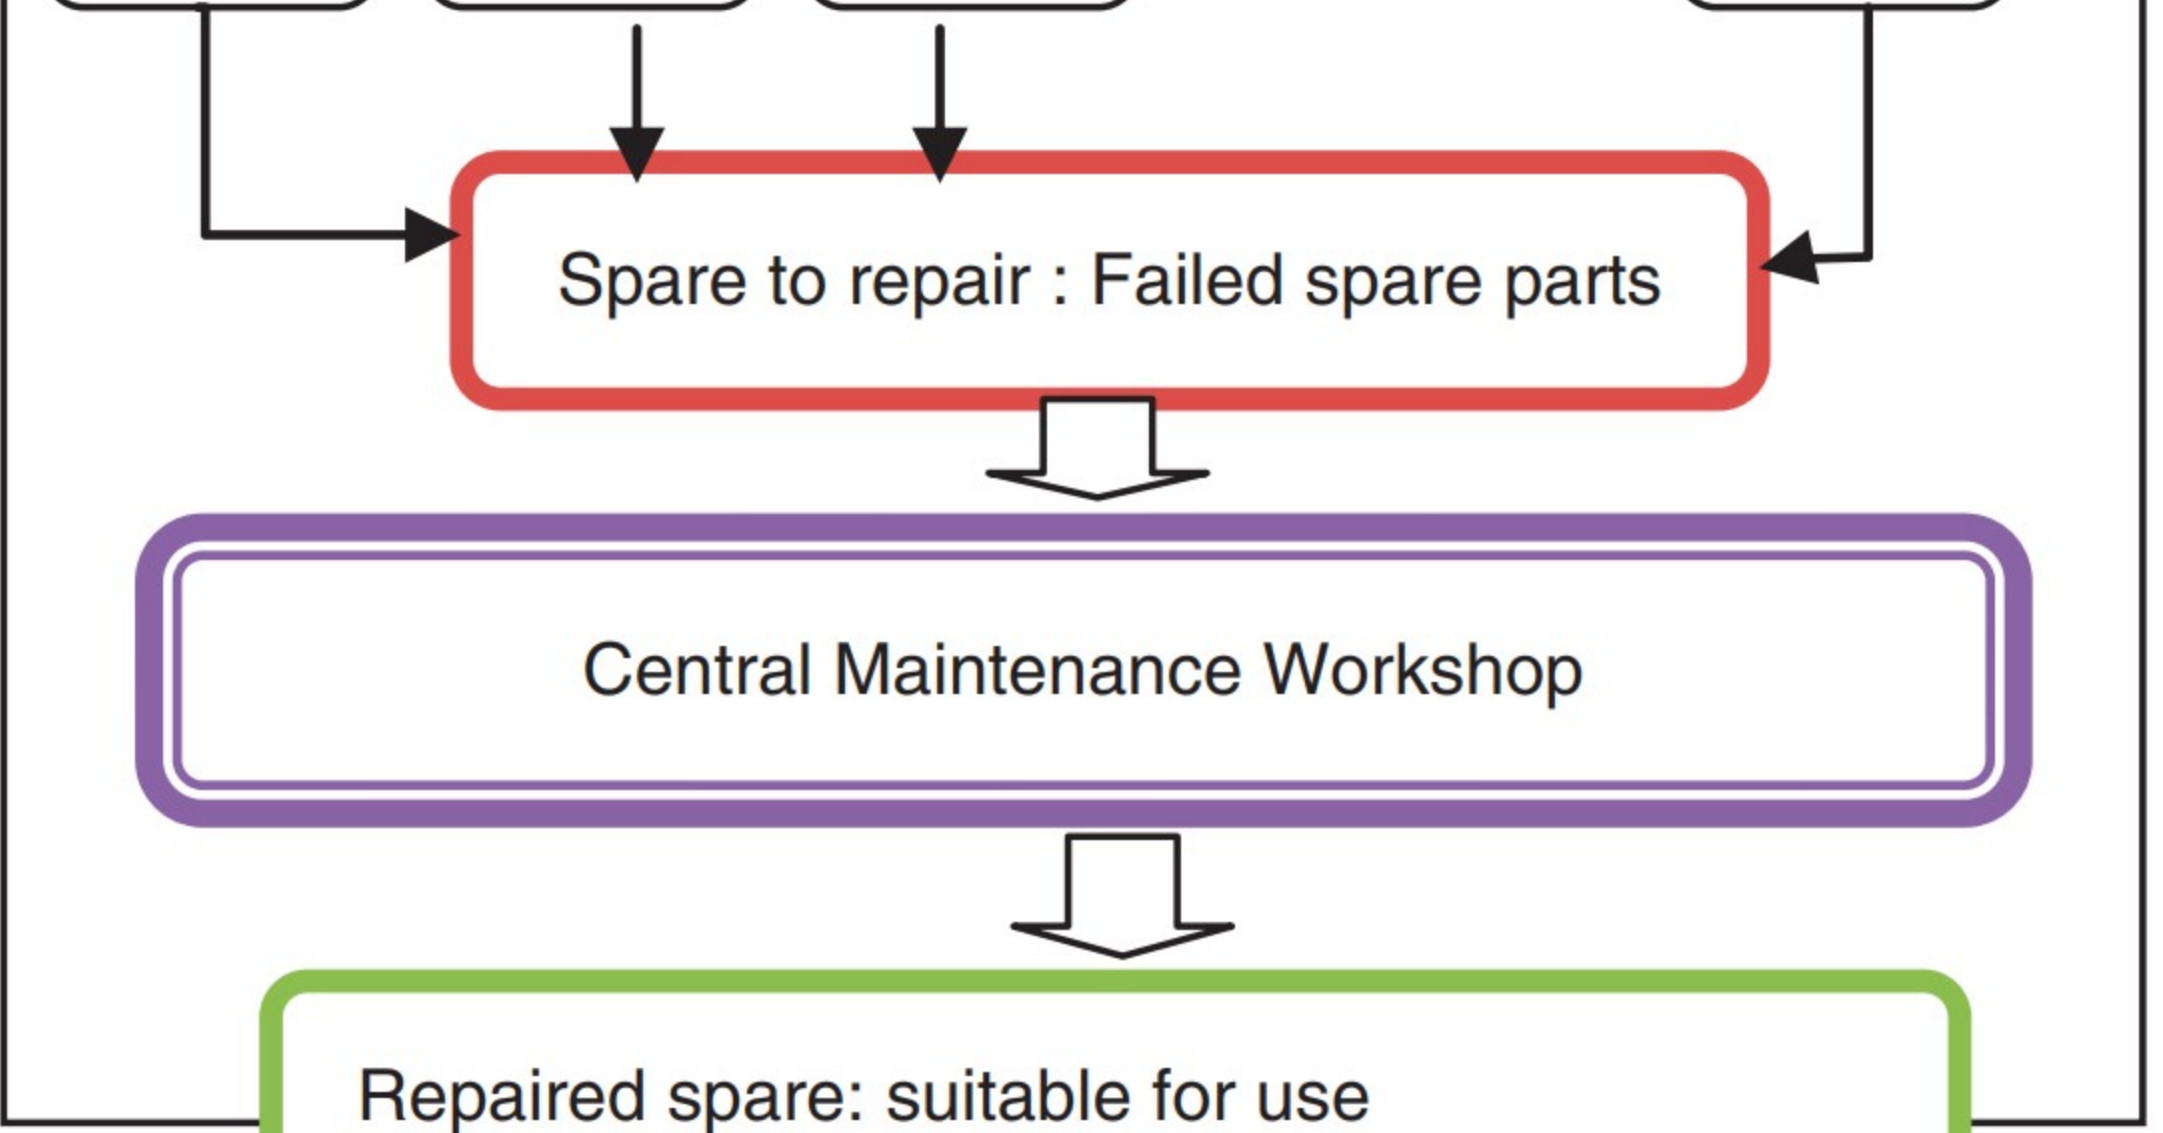 Spare to repair : Failed spare parts
Central Maintenance Workshop
Repaired spare: suitable for use